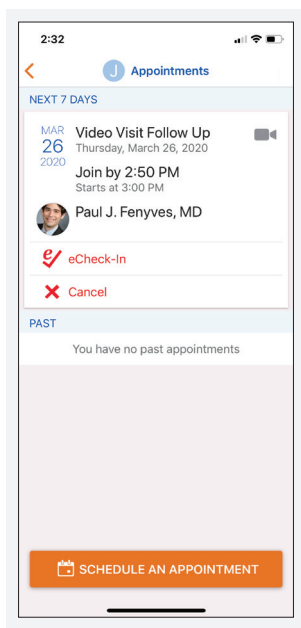 2:32
J Appointments
NEXT 7 DAYS
MAR
26
2020
Video Visit Follow Up
Thursday, March 26, 2020
Join by 2:50 PM
Starts at 3:00 PM
Paul J. Fenyves, MD
eCheck-In
Cancel
PAST
You have no past appointments
SCHEDULE AN APPOINTMENT